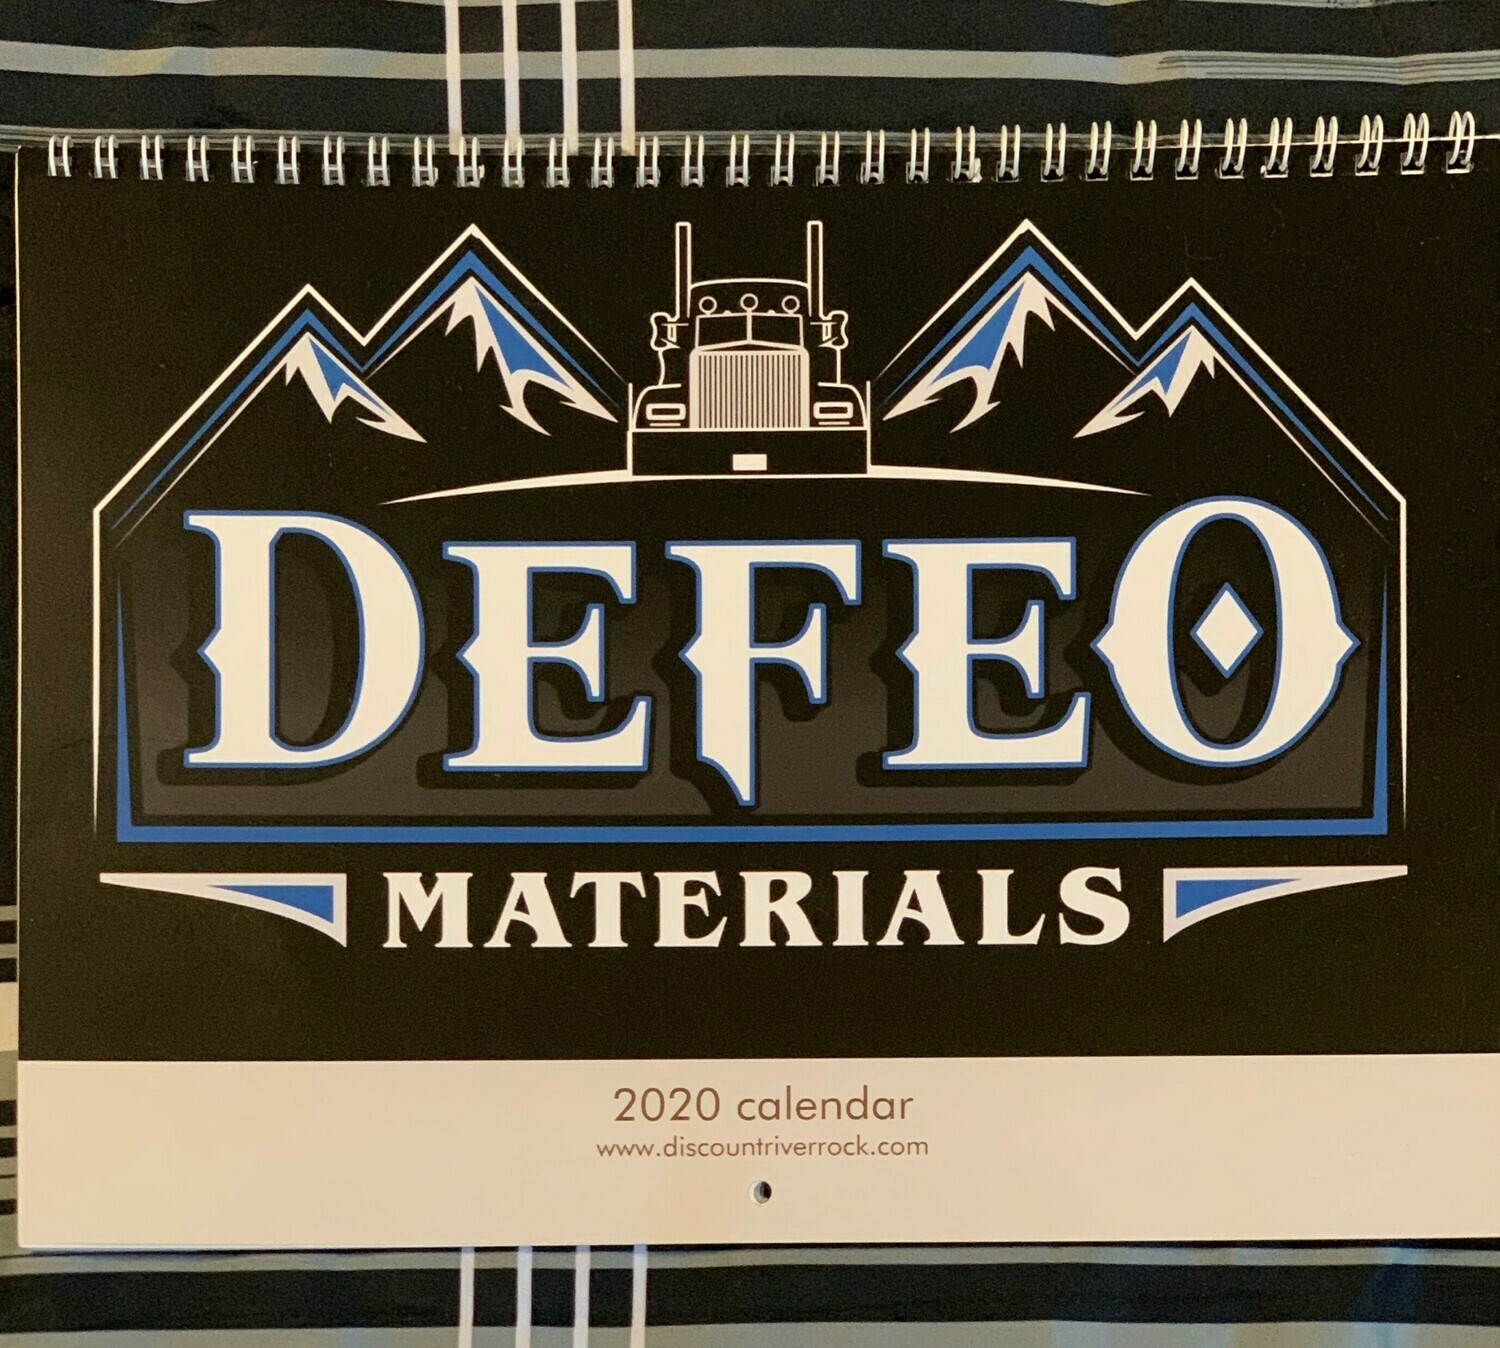 DEFEO
MATERIALS
2020 calendar
www.discountriverrock.com